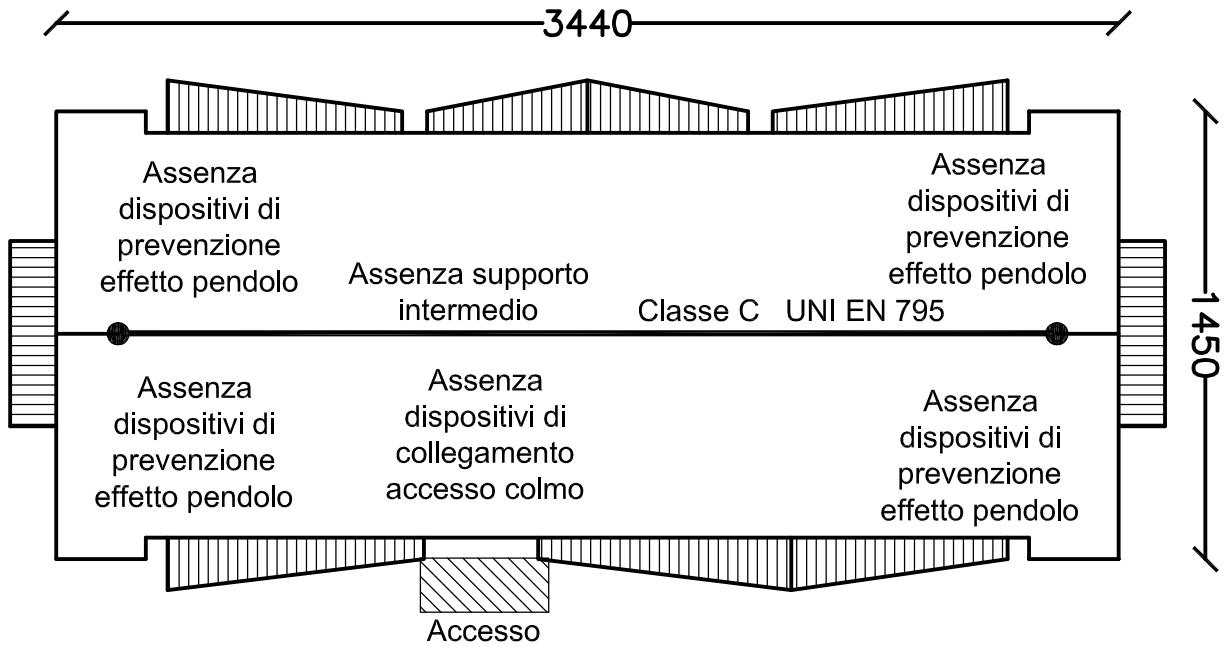 3440
Assenza
dispositivi di
prevenzione
effetto pendolo
Assenza
dispositivi di
prevenzione
effetto pendolo
Assenza supporto
intermedio
Classe C UNI EN 795
1450
Assenza
dispositivi di
prevenzione
effetto pendolo
Assenza
dispositivi di
collegamento
accesso colmo
Assenza
dispositivi di
prevenzione
effetto pendolo
Accesso